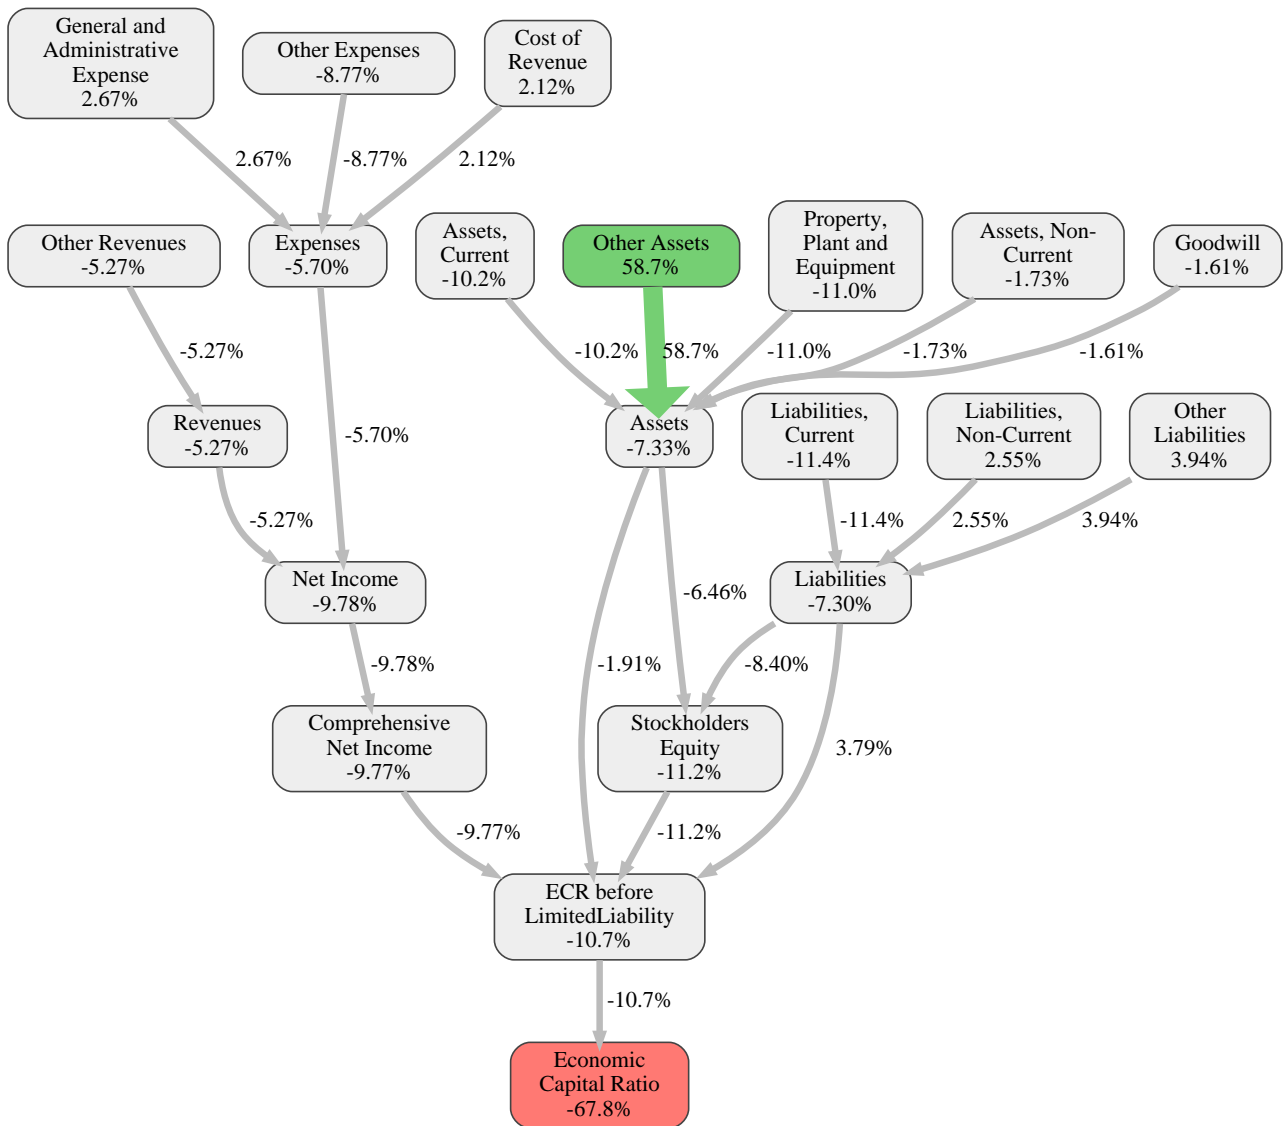 General and
Administrative
Expense
2.67%
Other Expenses
-8.77%
Cost of
Revenue
2.12%
2.67%
-8.77%
2.12%
Other Revenues
-5.27%
Expenses
-5.70%
Assets,
Current
-10.2%
Other Assets
58.7%
Property,
Plant and
Equipment
-11.0%
Assets, Non-
Current
-1.73%
Goodwill
-1.61%
-5.27%
-10.2%
58.7%
-11.0%
-1.73%
-1.61%
Revenues
-5.27%
-5.70%
Assets
-7.33%
Liabilities,
Current
-11.4%
Liabilities,
Non-Current
2.55%
Other
Liabilities
3.94%
-5.27%
-11.4%
2.55%
3.94%
Net Income
-9.78%
-6.46%
Liabilities
-7.30%
-9.78%
-1.91%
-8.40%
Comprehensive
Net Income
-9.77%
Stockholders
Equity
-11.2%
3.79%
-9.77%
-11.2%
ECR before
LimitedLiability
-10.7%
-10.7%
Economic
Capital Ratio
-67.8%